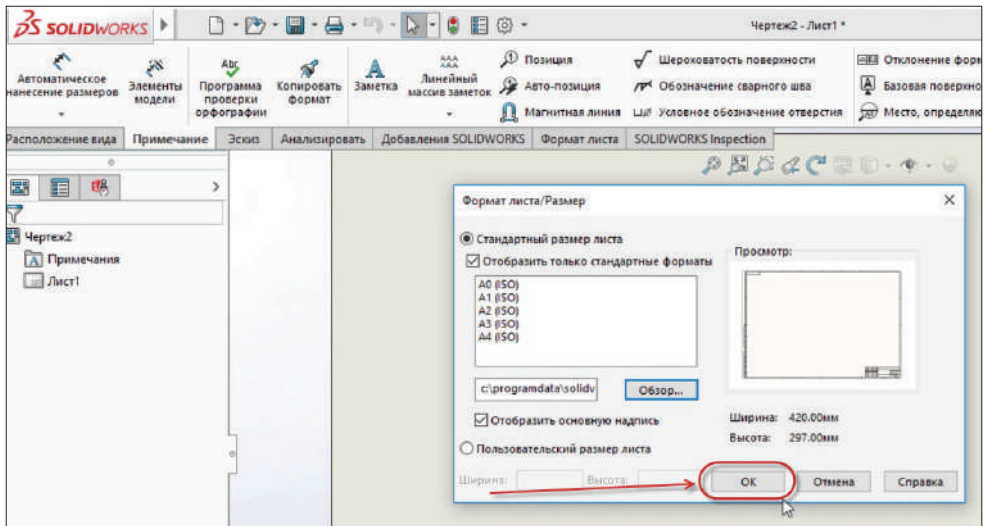 SOLIDWORKS
Чертеж2 - Лист1 *
Автоматическое
нанесение размеров
Элементы
модели
Программа
проверки
орфографии
Копировать
формат
Заметка
Линейный
массив заметок
Позиция
Авто-позиция
Магнитная линия
Шероховатость поверхности
Обозначение сварного шва
Условное обозначение отверстия
Отклонение форм
Базовая поверхно
Место, определяю
Расположение вида
Примечание
Эскиз
Анализировать
Добавления SOLIDWORKS
Формат листа
SOLIDWORKS Inspection
Чертеж2
Примечания
Лист1
Формат листа/Размер
Стандартный размер листа
Отобразить только стандартные форматы
A0 (ISO)
A1 (ISO)
A2 (ISO)
A3 (ISO)
A4 (ISO)
c:\programdata\solidw
Обзор...
Отобразить основную надпись
Пользовательский размер листа
Ширина:
Высота:
Просмотр:
Ширина: 420.00мм
Высота: 297.00мм
OK
Отмена
Справка